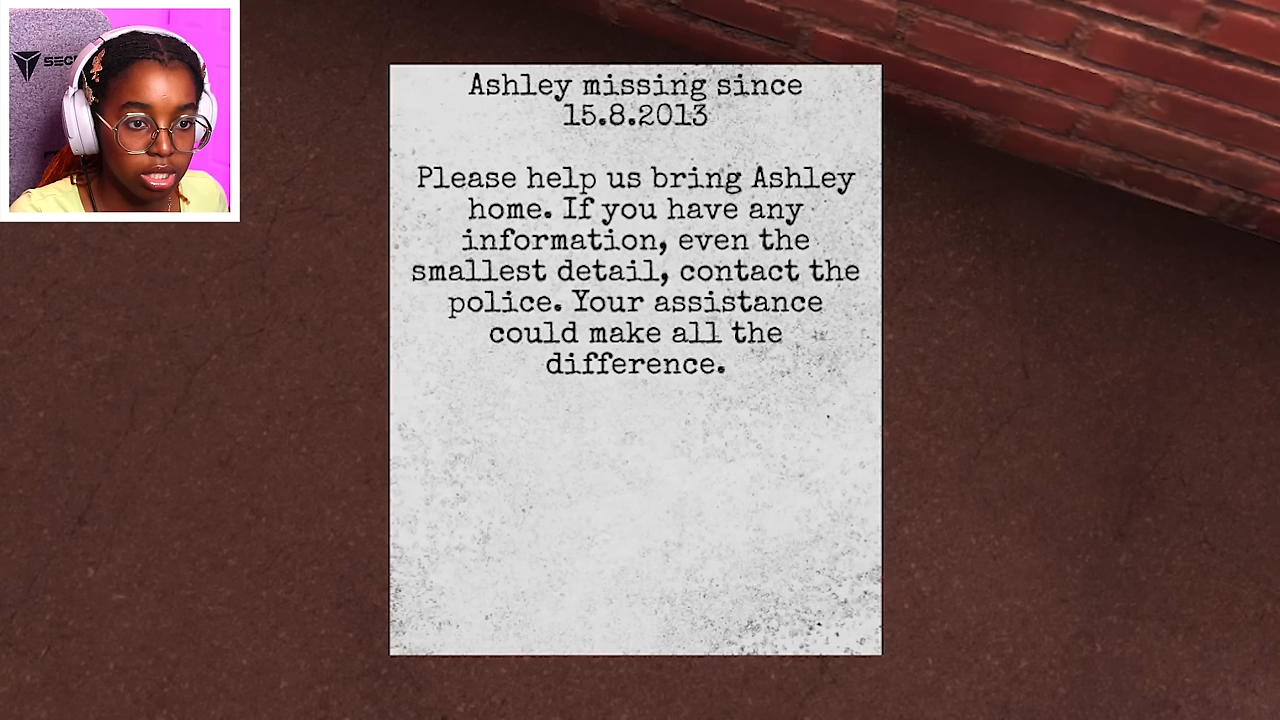 SEC
Ashley missing since
15.8.2013
Please help us bring Ashley
home. If you have any
information, even the
smallest detail, contact the
police. Your assistance
could make all the
difference.